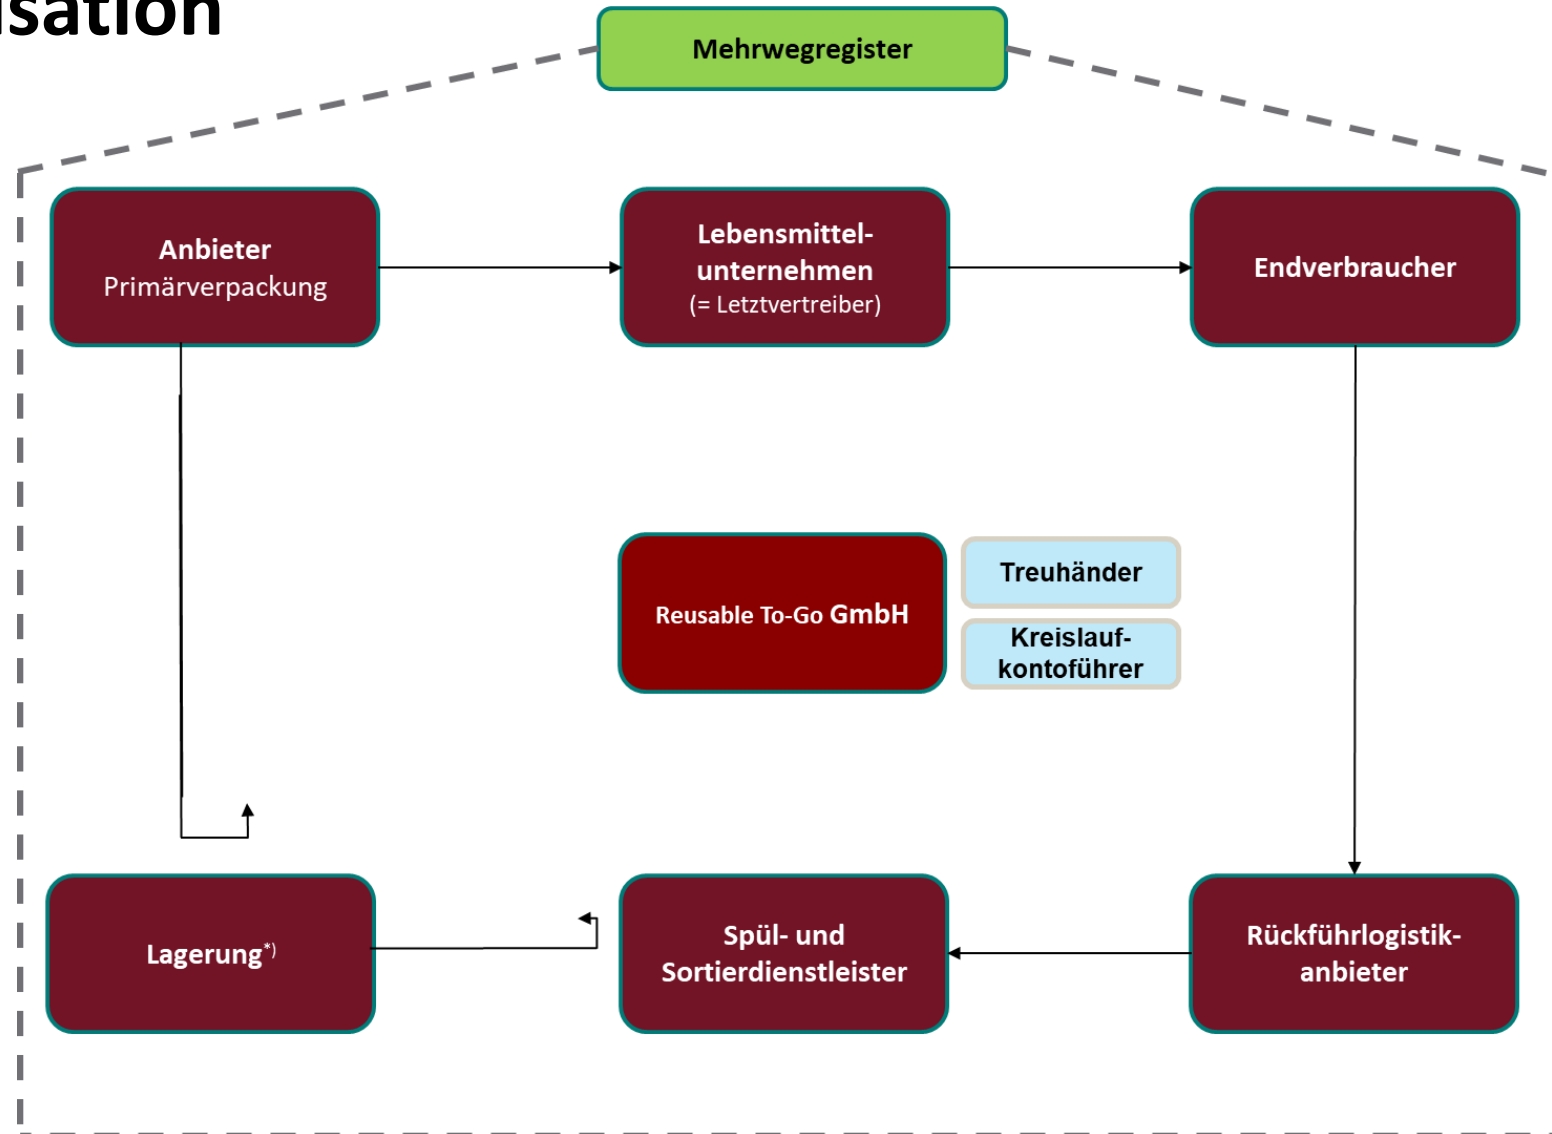 isation
Mehrwegregister
Anbieter
Primärverpackung
Lebensmittel-
unternehmen
(= Letztvertreiber)
Endverbraucher
Reusable To-Go GmbH
Treuhänder
Kreislauf-
kontoführer
Lagerung*)
Spül- und
Sortierdienstleister
Rückführlogistik-
anbieter